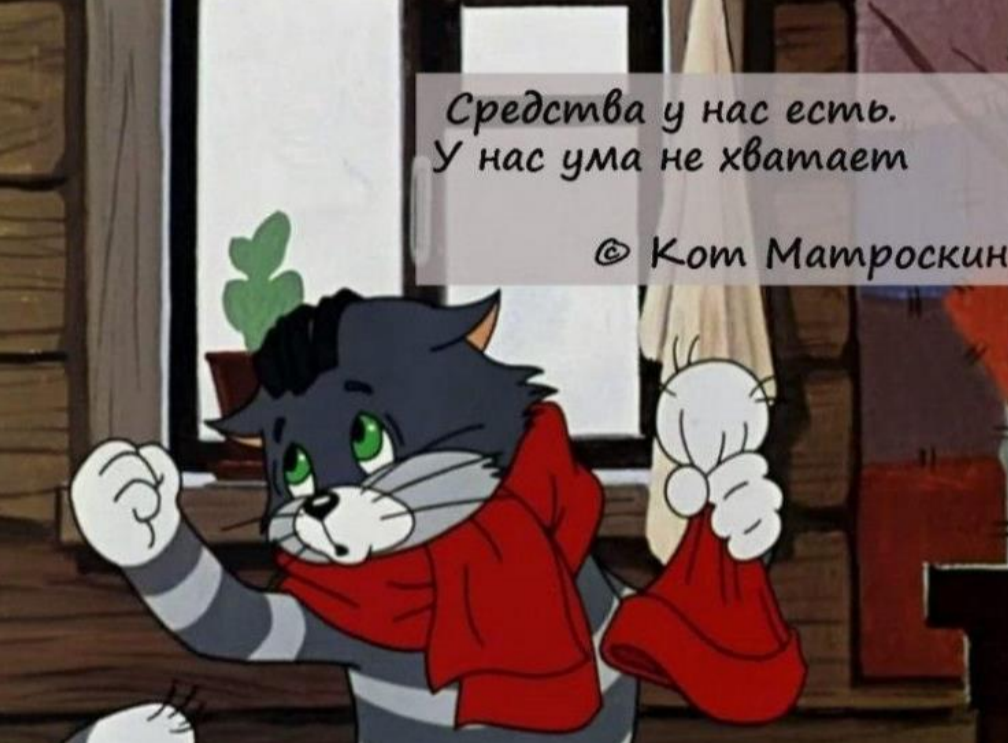 Средства у нас есть.
У нас ума не хватает
© Кот Матроскин